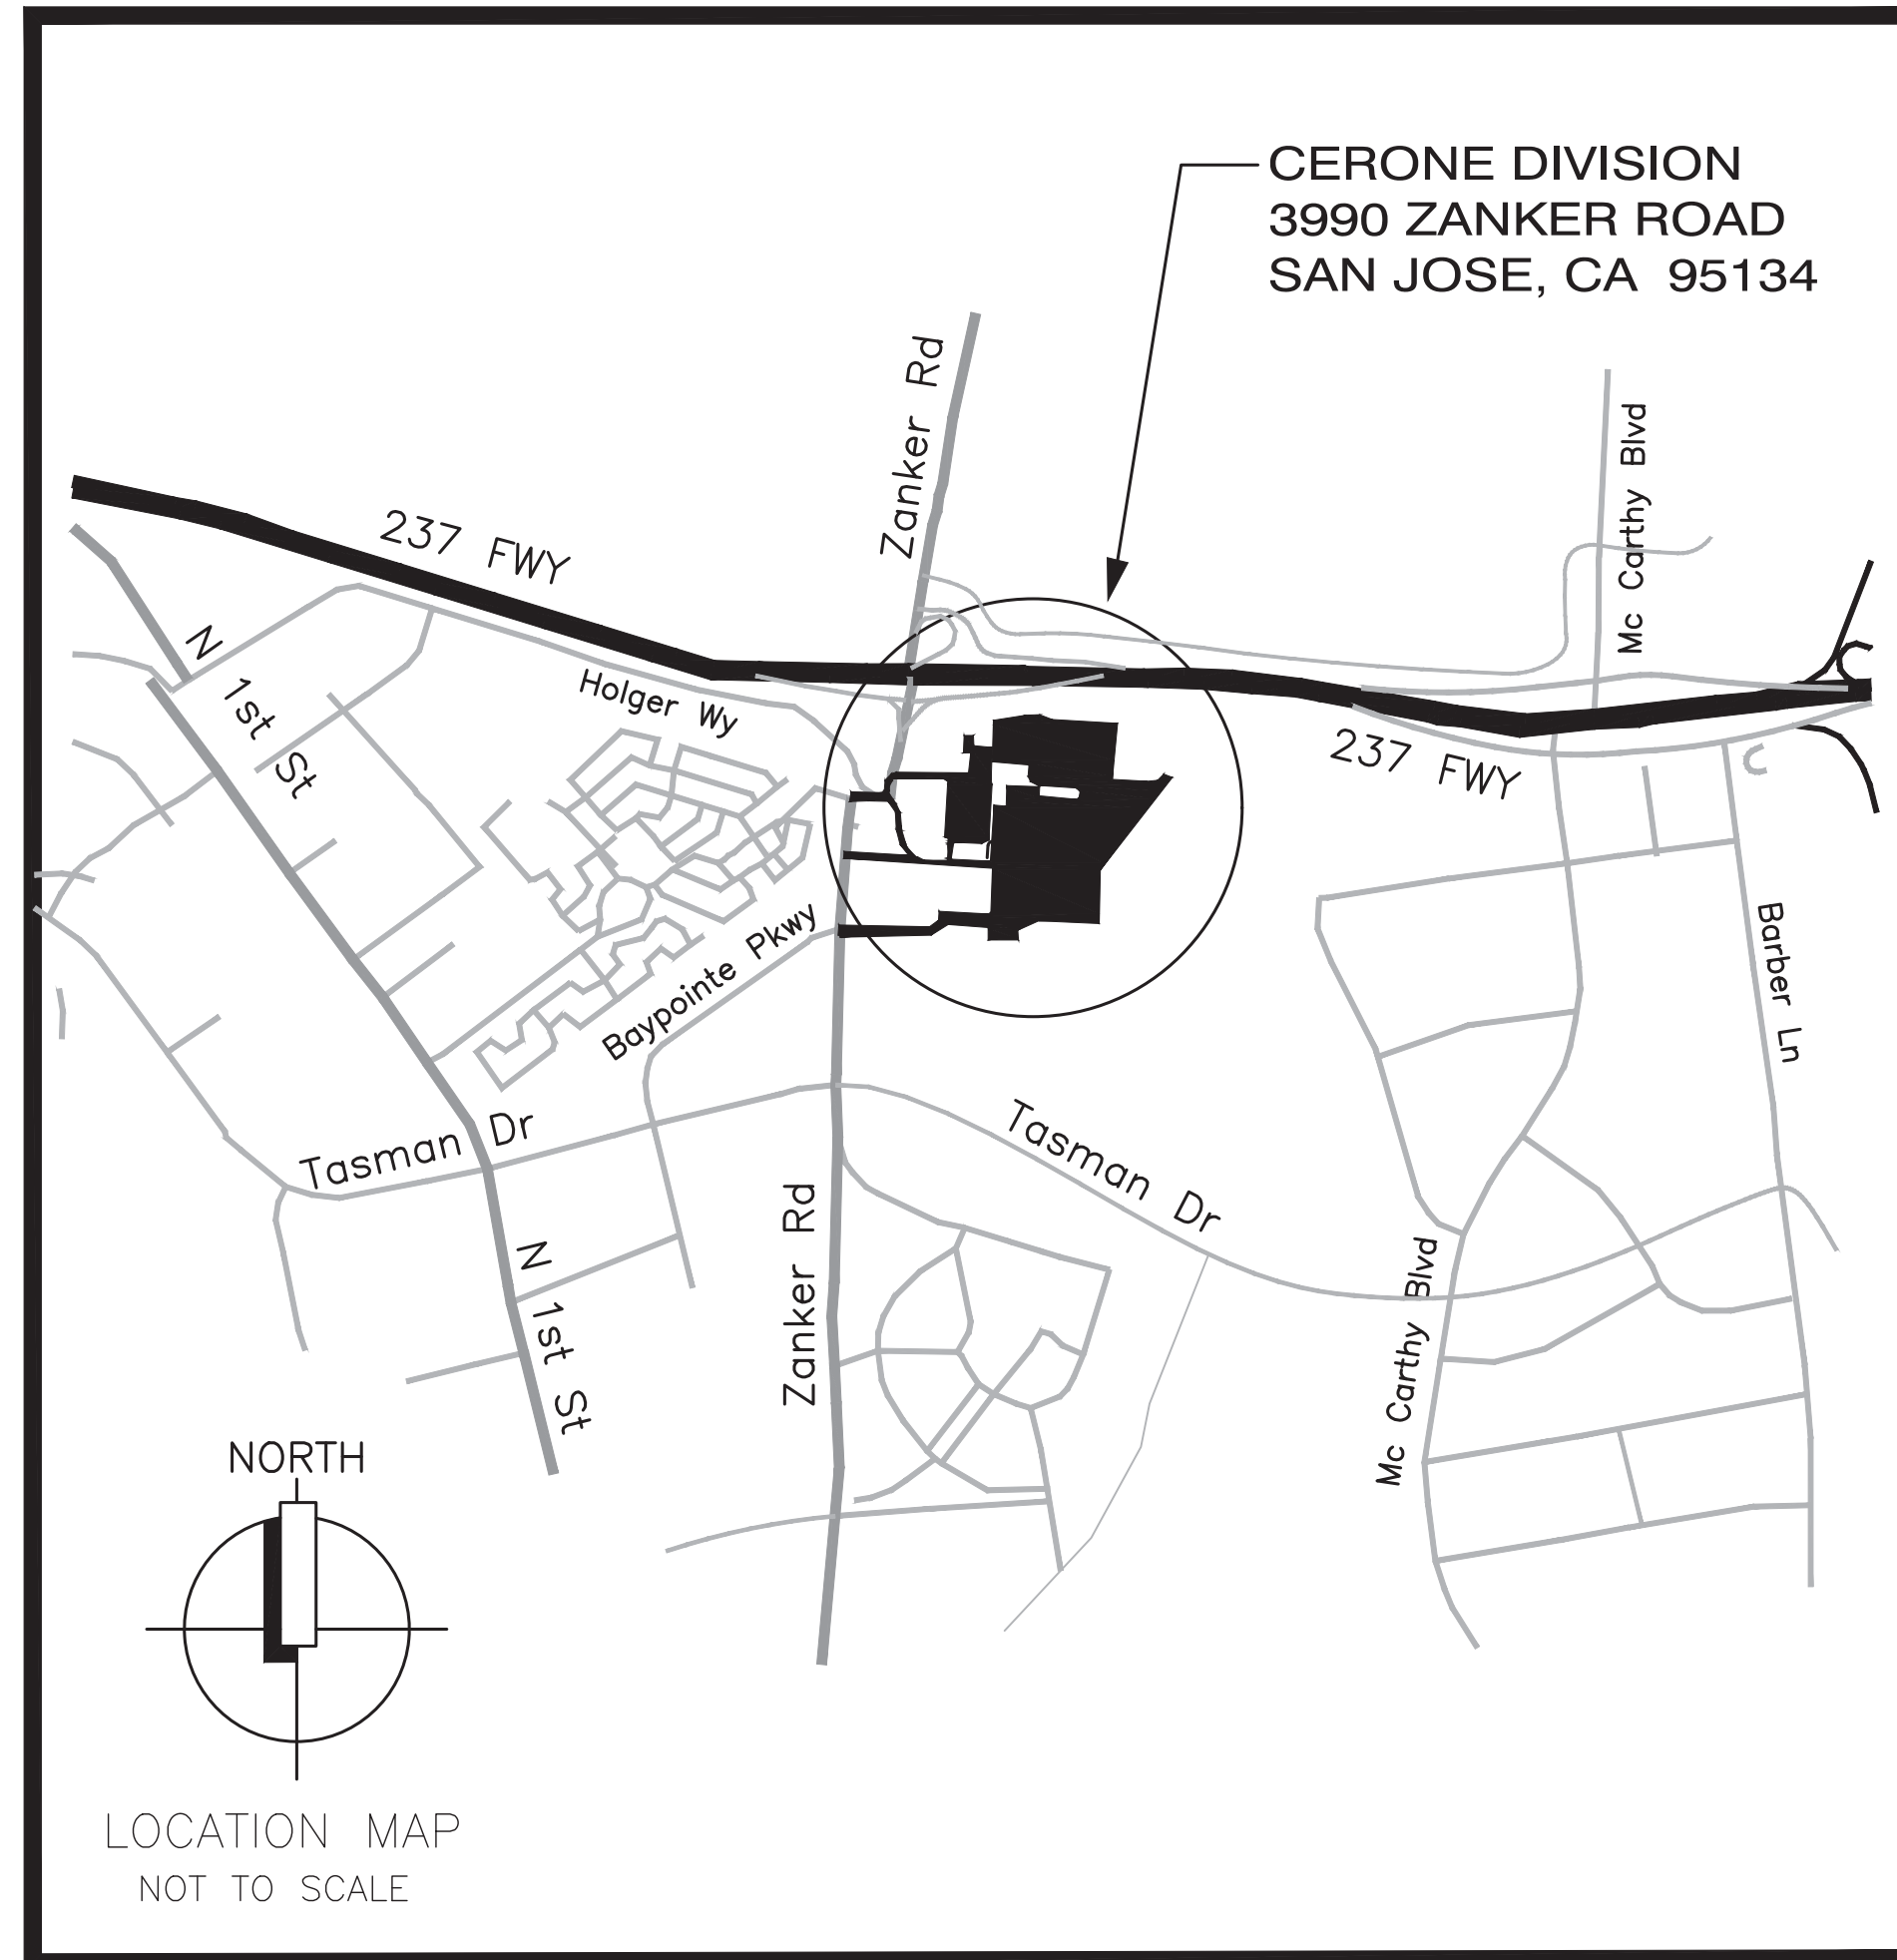 CERONE DIVISION
3990 ZANKER ROAD
SAN JOSE, CA 95134
Zanker Rd
Mc Carthy Blvd
237 FWY
N 1st St
Holger Wy
237 FWY
Barber Ln
Baypointe Pkwy
Tasman Dr
Tasman Dr
Zanker Rd
N 1st St
Mc Carthy Blvd
NORTH
LOCATION MAP
NOT TO SCALE